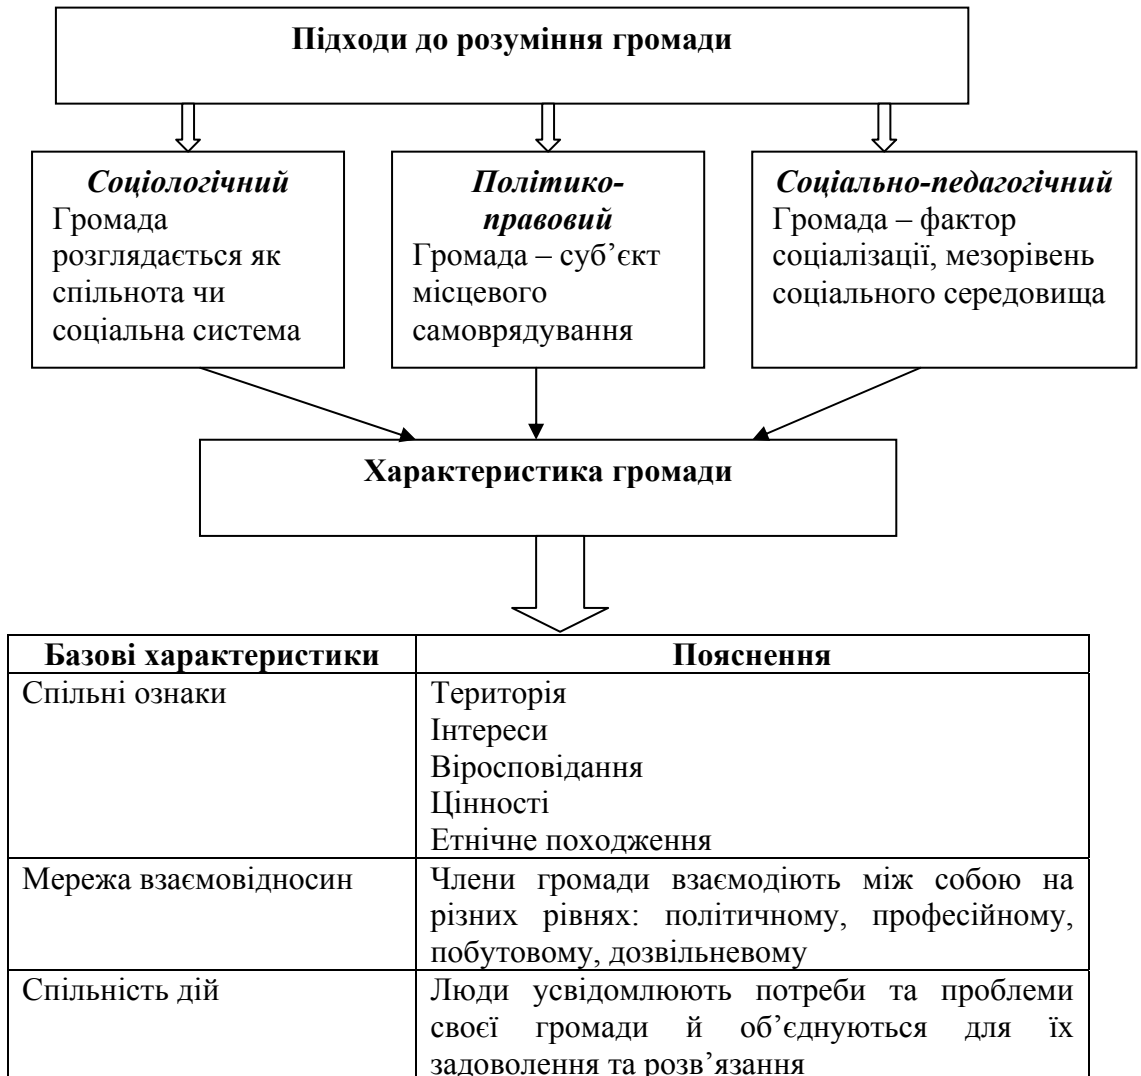 Підходи до розуміння громади
Соціологічний
Громада
розглядається як
спільнота чи
соціальна система
Політико-
правовий
Громада – суб’єкт
місцевого
самоврядування
Соціально-педагогічний
Громада – фактор
соціалізації, мезорівень
соціального середовища
Характеристика громади
Базові характеристики
Пояснення
Спільні ознаки
Територія
Інтереси
Віросповідання
Цінності
Етнічне походження
Мережа взаємовідносин
Члени громади взаємодіють між собою на
різних рівнях: політичному, професійному,
побутовому, дозвільневому
Спільність дій
Люди усвідомлюють потреби та проблеми
своєї громади й об’єднуються для їх
задоволення та розв’язання